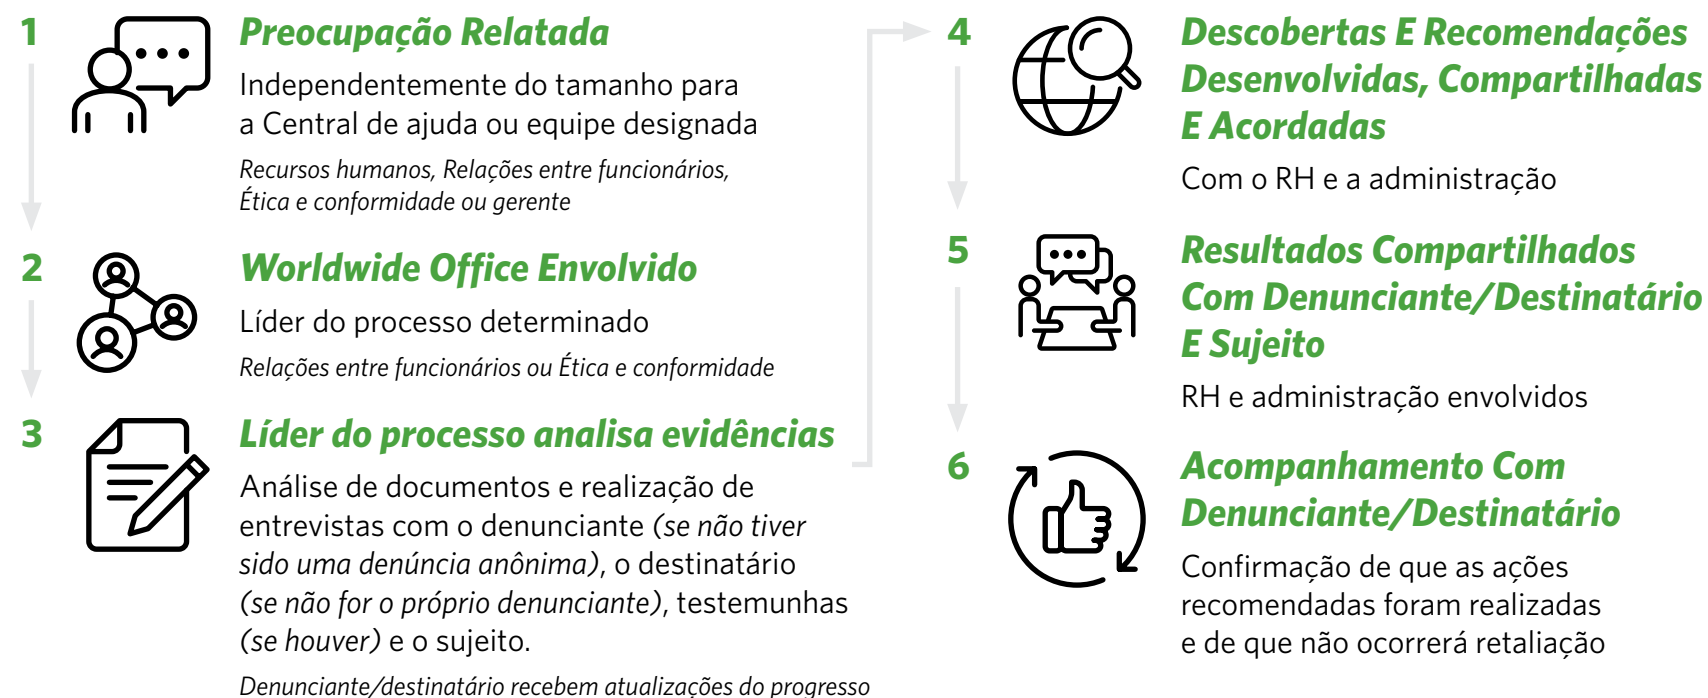 1
Preocupação Relatada
Independentemente do tamanho para
a Central de ajuda ou equipe designada
Recursos humanos, Relações entre funcionários,
Ética e conformidade ou gerente
2
Worldwide Office Envolvido
Líder do processo determinado
Relações entre funcionários ou Ética e conformidade
3
Líder do processo analisa evidências
Análise de documentos e realização de
entrevistas com o denunciante (se não tiver
sido uma denúncia anônima), o destinatário
(se não for o próprio denunciante), testemunhas
(se houver) e o sujeito.
Denunciante/destinatário recebem atualizações do progresso
4
Descobertas E Recomendações
Desenvolvidas, Compartilhadas
E Acordadas
Com o RH e a administração
5
Resultados Compartilhados
Com Denunciante/Destinatário
E Sujeito
RH e administração envolvidos
6
Acompanhamento Com
Denunciante/Destinatário
Confirmação de que as ações
recomendadas foram realizadas
e de que não ocorrerá retaliação